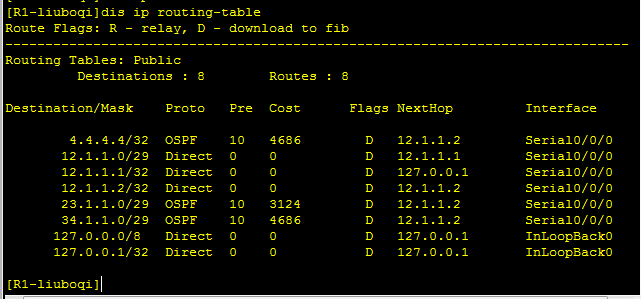 [R1-liuboqi]dis ip routing-table
Route Flags: R - relay, D - download to fib
------------------------------------------------------------------------------
Routing Tables: Public
         Destinations : 8        Routes : 8

Destination/Mask    Proto   Pre  Cost      Flags NextHop         Interface

        4.4.4.4/32  OSPF    10   4686        D   12.1.1.2        Serial0/0/0
       12.1.1.0/29  Direct  0    0           D   12.1.1.1        Serial0/0/0
       12.1.1.1/32  Direct  0    0           D   127.0.0.1       Serial0/0/0
       12.1.1.2/32  Direct  0    0           D   12.1.1.2        Serial0/0/0
       23.1.1.0/29  OSPF    10   3124        D   12.1.1.2        Serial0/0/0
       34.1.1.0/29  OSPF    10   4686        D   12.1.1.2        Serial0/0/0
      127.0.0.0/8   Direct  0    0           D   127.0.0.1       InLoopBack0
      127.0.0.1/32  Direct  0    0           D   127.0.0.1       InLoopBack0

[R1-liuboqi]